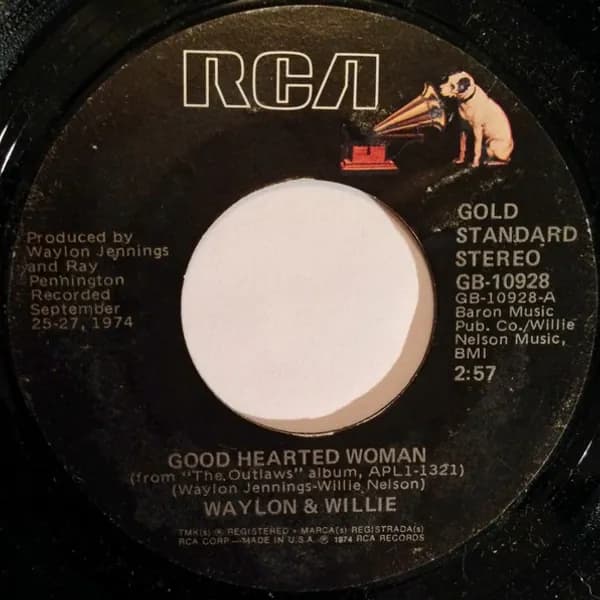 RCA
GOLD
STANDARD
STEREO
GB-10928
GB-10928-A
Baron Music
Pub. Co./Willie
Nelson Music,
BMI
2:57
Produced by
Waylon Jennings
and Ray
Pennington
Recorded
September
25-27, 1974
GOOD HEARTED WOMAN
(from "The Outlaws" album, APL1-1321)
(Waylon Jennings-Willie Nelson)
WAYLON & WILLIE
TMK(s) ® REGISTERED • MARCA(s) REGISTRADA(s)
RCA CORP.—MADE IN U.S.A. ℗ 1974 RCA RECORDS